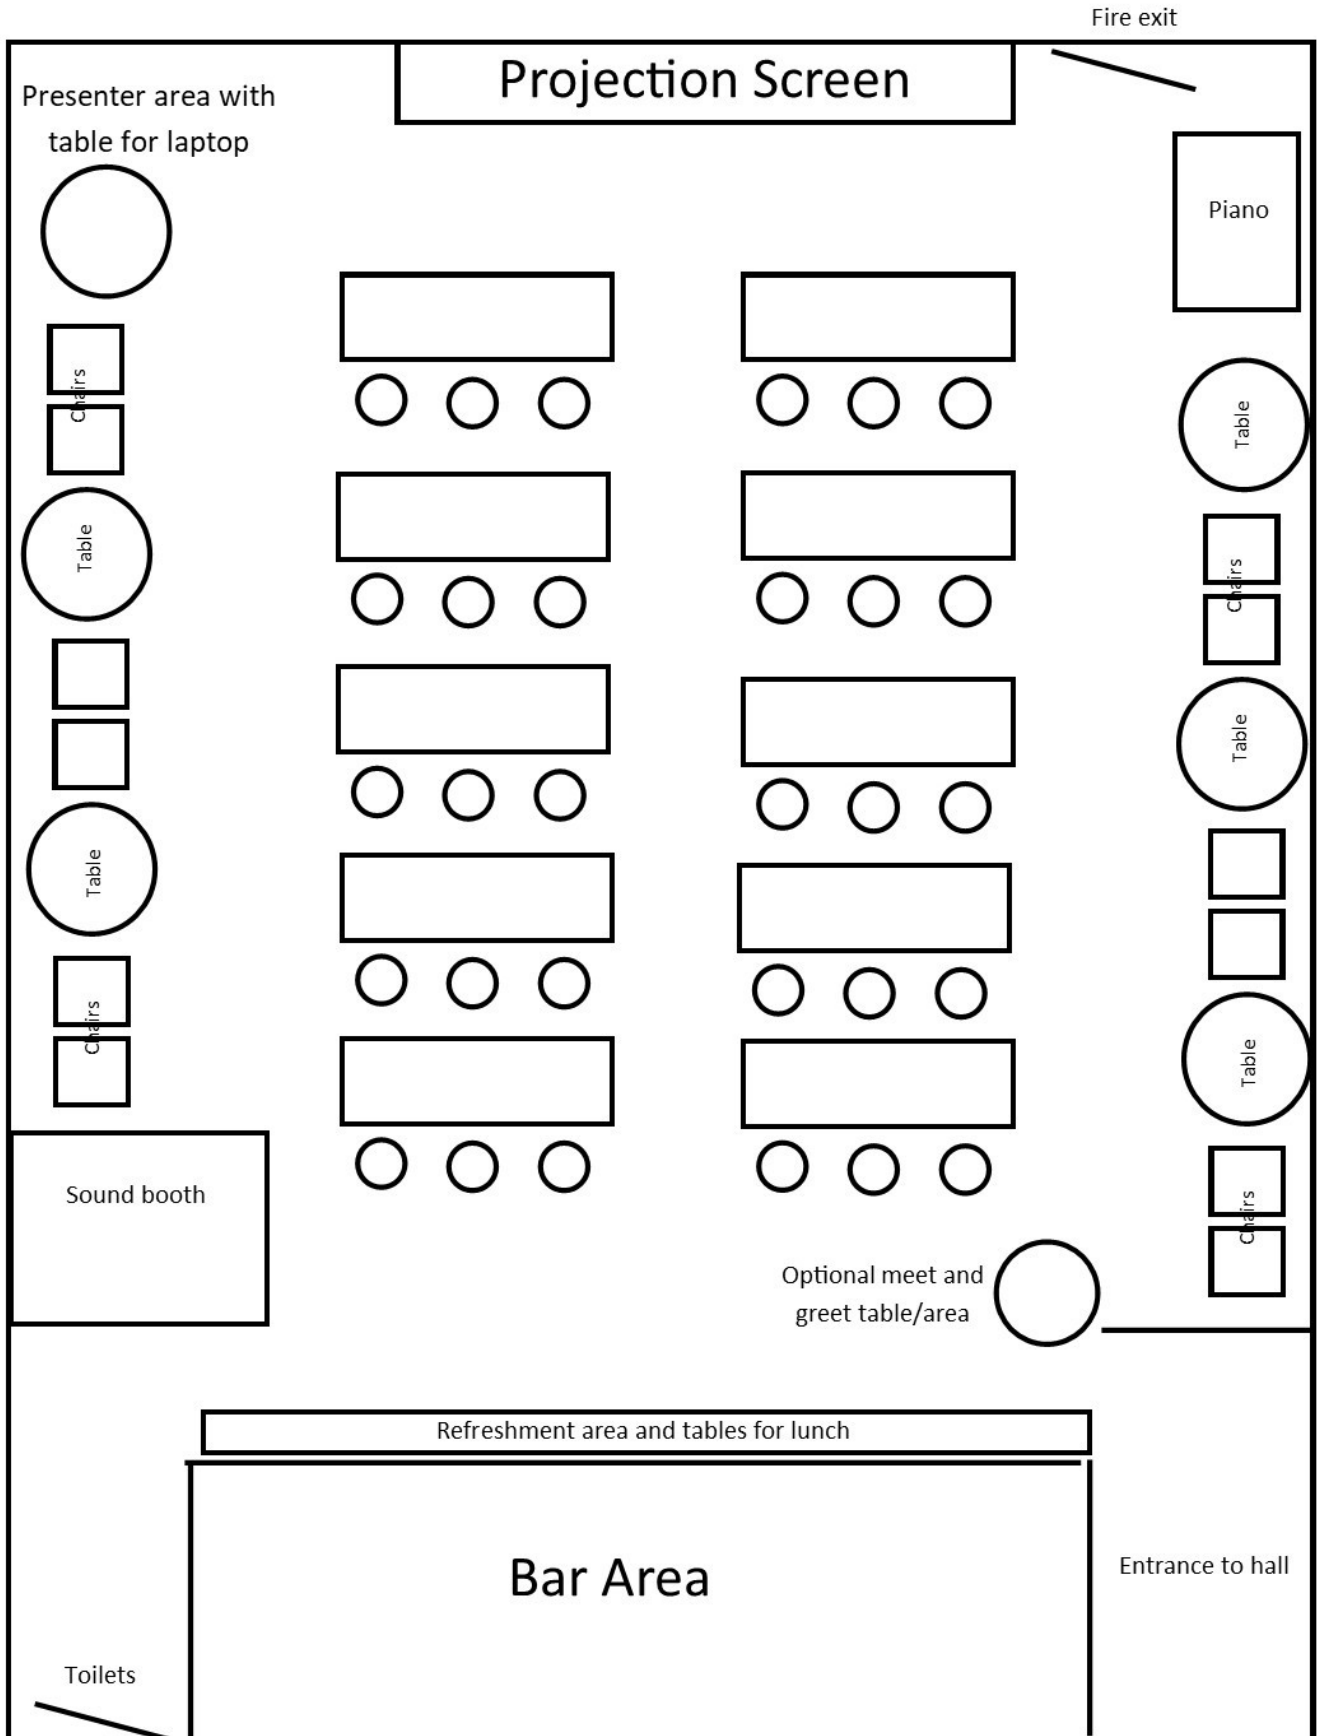 Fire exit
Projection Screen
Presenter area with
table for laptop
Piano
Chairs
Table
Table
Chairs
Table
Table
Chairs
Table
Chairs
Sound booth
Optional meet and
greet table/area
Refreshment area and tables for lunch
Bar Area
Entrance to hall
Toilets